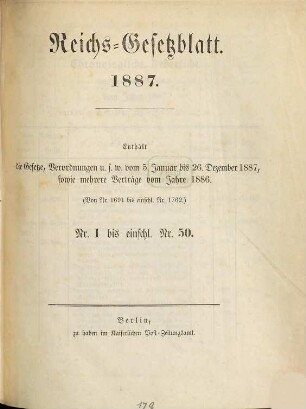 Reichs-Gesetzblatt.
1887.
Enthält
die Gesetze, Verordnungen u. s. w. vom 5. Januar bis 26. Dezember 1887,
sowie mehrere Verträge vom Jahre 1886.
(Von Nr. 1694 bis einschl. Nr. 1762.)
Nr. 1 bis einschl. Nr. 50.
Berlin,
zu haben im Kaiserlichen Post-Zeitungsamt.